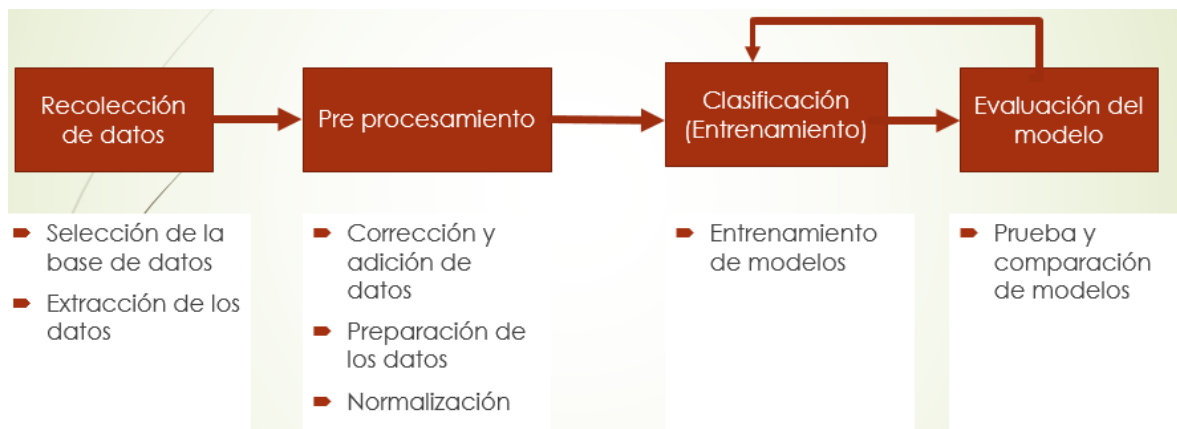 Recolección
de datos
Pre procesamiento
Clasificación
(Entrenamiento)
Evaluación del
modelo
Selección de la
base de datos
Extracción de los
datos
Corrección y
adición de
datos
Preparación de
los datos
Normalización
Entrenamiento
de modelos
Prueba y
comparación
de modelos